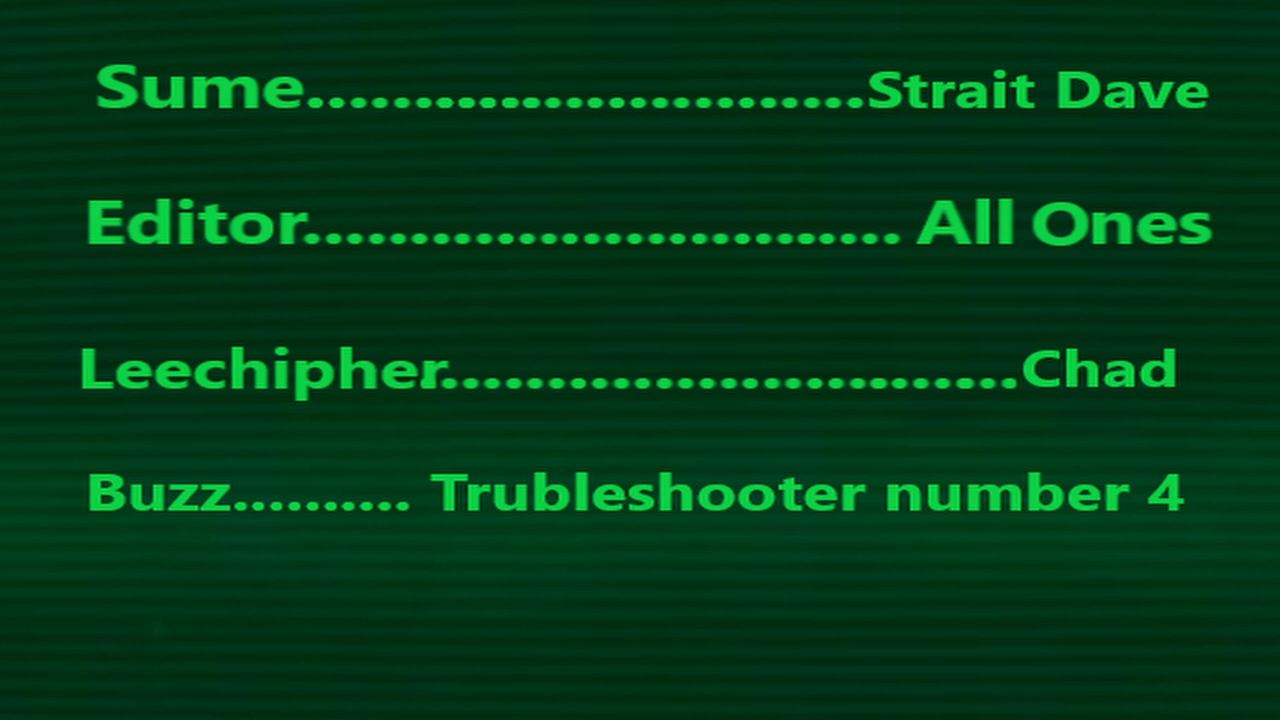 Sume..........................Strait Dave
Editor............................ All Ones
Leechipher...........................Chad
Buzz.......... Trubleshooter number 4